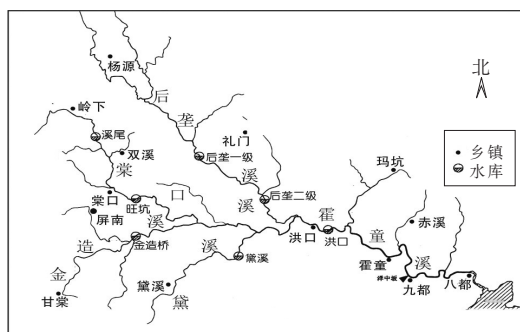 杨源
后垄溪
北
岭下
溪尾
双溪
礼门
后垄一级
乡镇
水库
玛坑
棠口溪
棠口
旺坑
后垄二级
屏南
霍童溪
赤溪
洪口
洪口
金造桥
金造溪
黛溪
霍童
九都
八都
甘棠
黛溪
黛溪